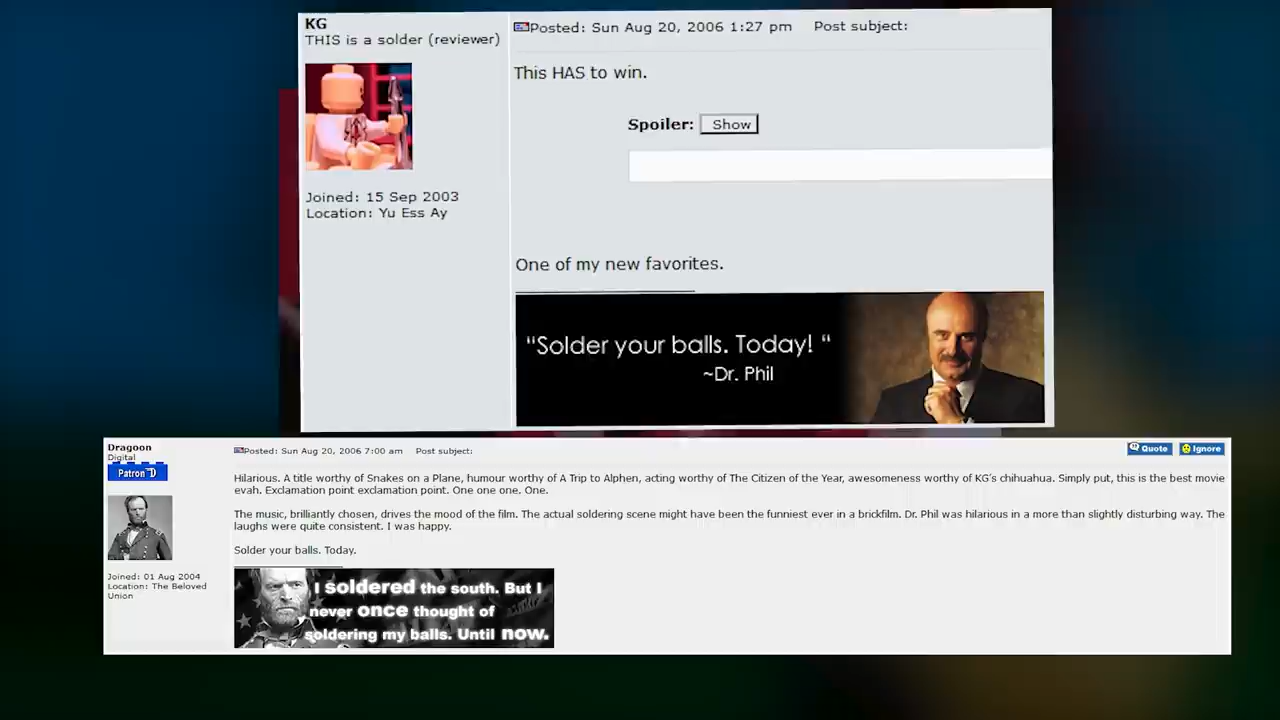 KG
THIS is a solder (reviewer)
Joined: 15 Sep 2003
Location: Yu Ess Ay
Posted: Sun Aug 20, 2006 1:27 pm Post subject:
This HAS to win.
Spoiler: Show
One of my new favorites.
"Solder your balls. Today! "
~Dr. Phil
Dragoon
Digital
Patron D
Joined: 01 Aug 2004
Location: The Beloved
Union
Posted: Sun Aug 20, 2006 7:00 am Post subject:
Quote Ignore
Hilarious. A title worthy of Snakes on a Plane, humour worthy of A Trip to Alphen, acting worthy of The Citizen of the Year, awesomeness worthy of KG's chihuahua. Simply put, this is the best movie
evah. Exclamation point exclamation point. One one one. One.
The music, brilliantly chosen, drives the mood of the film. The actual soldering scene might have been the funniest ever in a brickfilm. Dr. Phil was hilarious in a more than slightly disturbing way. The
laughs were quite consistent. I was happy.
Solder your balls. Today.
I soldered the south. But I
never once thought of
soldering my balls. Until now.